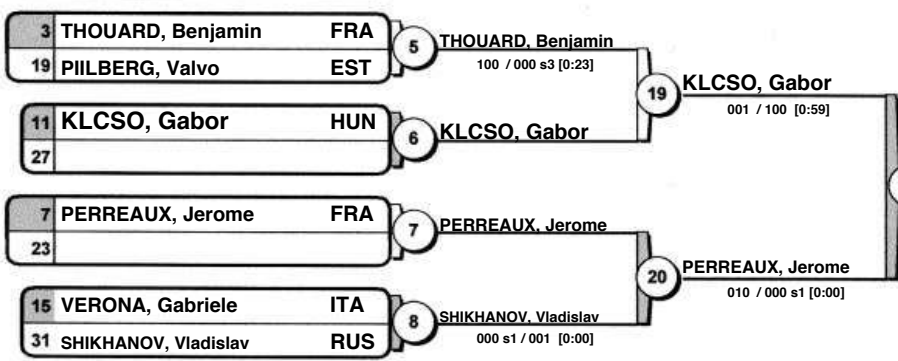 3 THOUARD, Benjamin FRA
19 PIILBERG, Valvo EST
5
THOUARD, Benjamin
100 / 000 s3 [0:23]
11 KLCSO, Gabor HUN
27
6
KLCSO, Gabor
19
KLCSO, Gabor
001 / 100 [0:59]
7 PERREAUX, Jerome FRA
23
7
PERREAUX, Jerome
15 VERONA, Gabriele ITA
31 SHIKHANOV, Vladislav RUS
8
SHIKHANOV, Vladislav
000 s1 / 001 [0:00]
20
PERREAUX, Jerome
010 / 000 s1 [0:00]